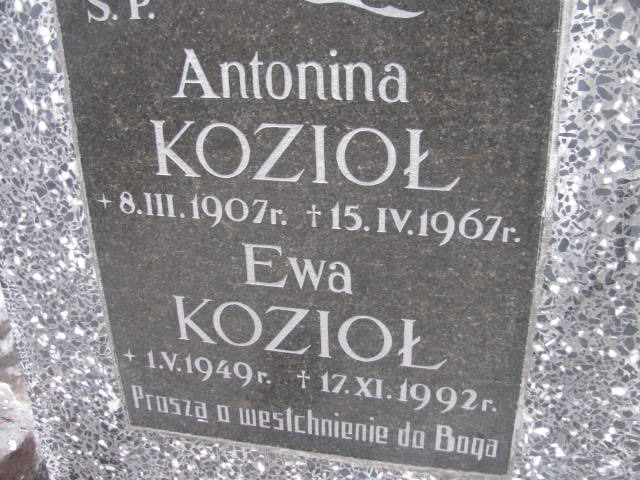 Ś. P.
Antonina
KOZIOŁ
+ 8.III.1907r. † 15.IV.1967r.
Ewa
KOZIOŁ
+ 1.V.1949r. † 17.XI.1992r.
Proszą o westchnienie do Boga